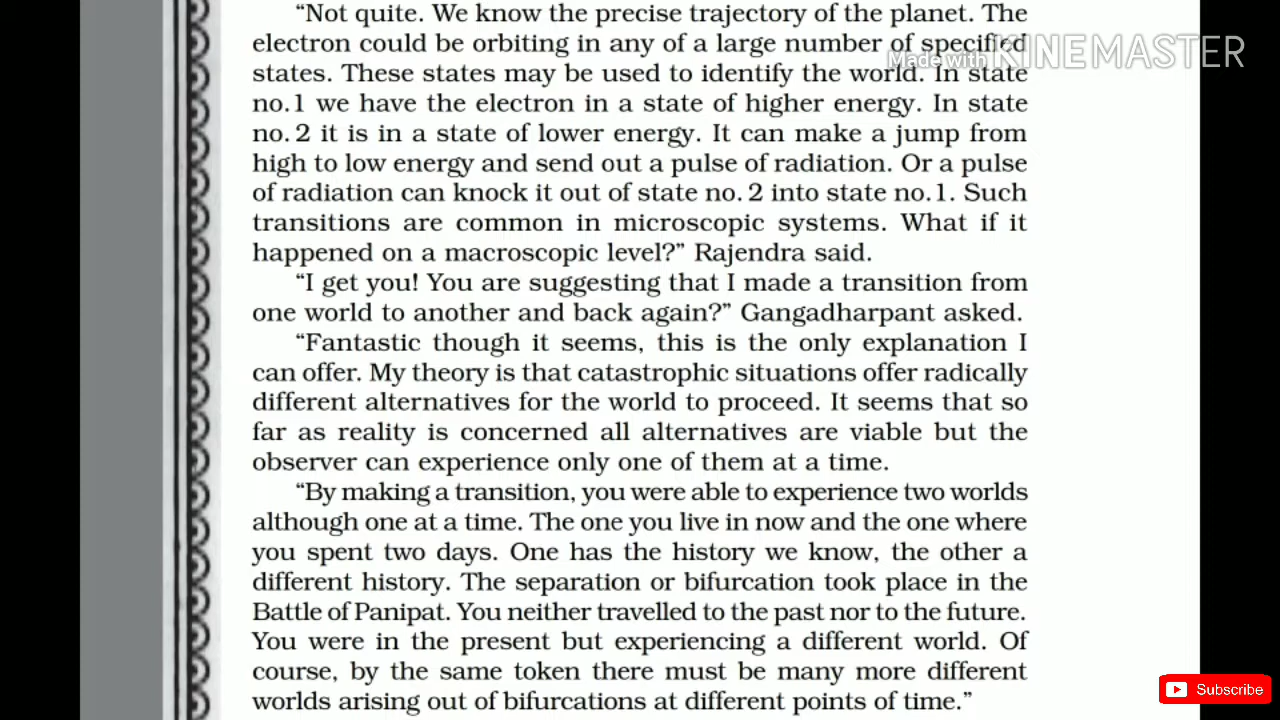 “Not quite. We know the precise trajectory of the planet. The
electron could be orbiting in any of a large number of specified
states. These states may be used to identify the world. In state
no.1 we have the electron in a state of higher energy. In state
no. 2 it is in a state of lower energy. It can make a jump from
high to low energy and send out a pulse of radiation. Or a pulse
of radiation can knock it out of state no. 2 into state no.1. Such
transitions are common in microscopic systems. What if it
happened on a macroscopic level?” Rajendra said.
“I get you! You are suggesting that I made a transition from
one world to another and back again?” Gangadharpant asked.
“Fantastic though it seems, this is the only explanation I
can offer. My theory is that catastrophic situations offer radically
different alternatives for the world to proceed. It seems that so
far as reality is concerned all alternatives are viable but the
observer can experience only one of them at a time.
“By making a transition, you were able to experience two worlds
although one at a time. The one you live in now and the one where
you spent two days. One has the history we know, the other a
different history. The separation or bifurcation took place in the
Battle of Panipat. You neither travelled to the past nor to the future.
You were in the present but experiencing a different world. Of
course, by the same token there must be many more different
worlds arising out of bifurcations at different points of time.”
Made with KINEMASTER
Subscribe